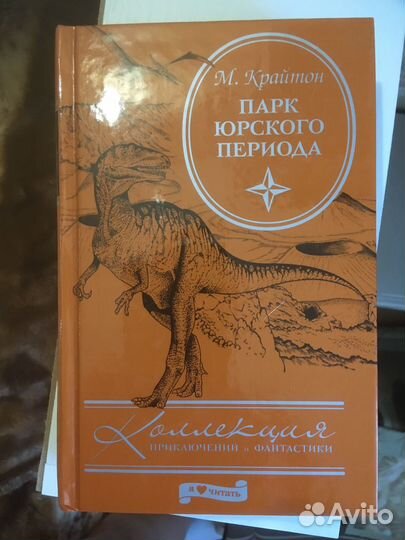 М. Крайтон
ПАРК
ЮРСКОГО
ПЕРИОДА
Коллекция
ПРИКЛЮЧЕНИЙ и ФАНТАСТИКИ
я ❤ читать
Avito